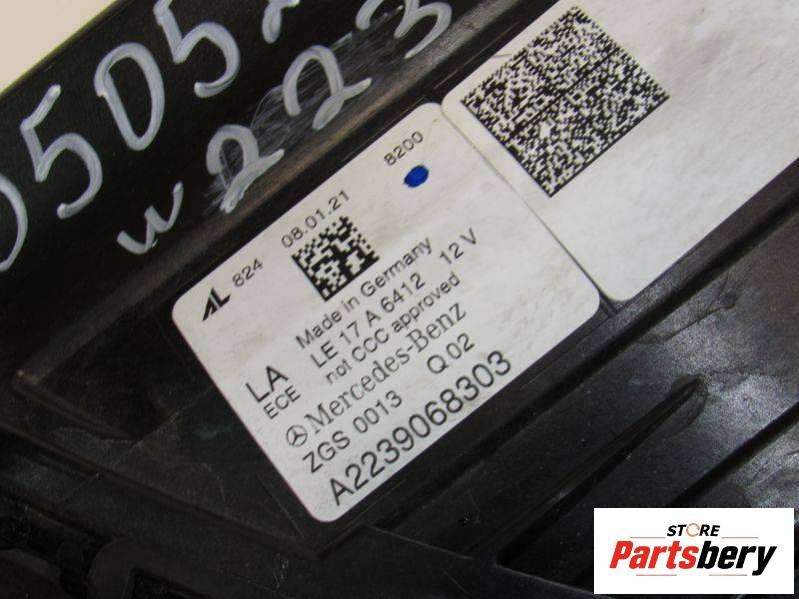 0505
w223
AL 824 08.01.21 8200
Made in Germany
LA LE 17 A 6412 12 V
ECE not CCC approved
Mercedes-Benz
ZGS 0013 Q 02
A2239068303
STORE
Partsbery